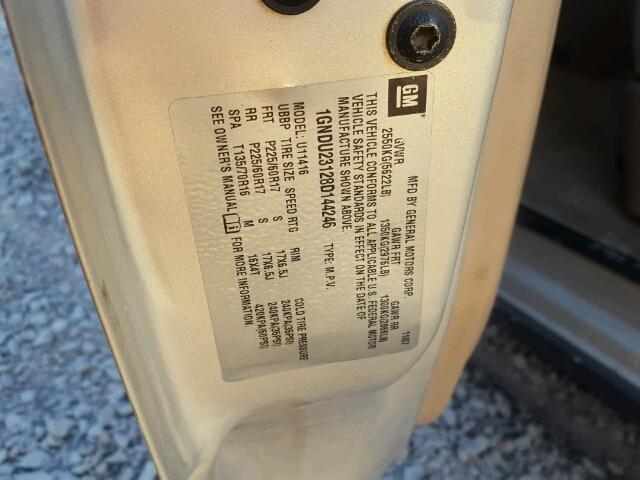 GM
MFD BY GENERAL MOTORS CORP. 11/07
GVWR GAWR FRT GAWR RR
2550KG(5622LB) 1350KG(2976LB) 1300KG(2866LB)
THIS VEHICLE CONFORMS TO ALL APPLICABLE U.S. FEDERAL MOTOR
VEHICLE SAFETY STANDARDS IN EFFECT ON THE DATE OF
MANUFACTURE SHOWN ABOVE.
1GNDU23128D144246 TYPE: M.P.V.
MODEL: U11416
UBBP TIRE SIZE SPEED RTG RIM COLD TIRE PRESSURE
FRT P225/60R17 S 17X6.5J 240KPA(35PSI)
RR P225/60R17 S 17X6.5J 240KPA(35PSI)
SPA T135/70R16 M 16X4T 420KPA(60PSI)
SEE OWNER'S MANUAL FOR MORE INFORMATION.